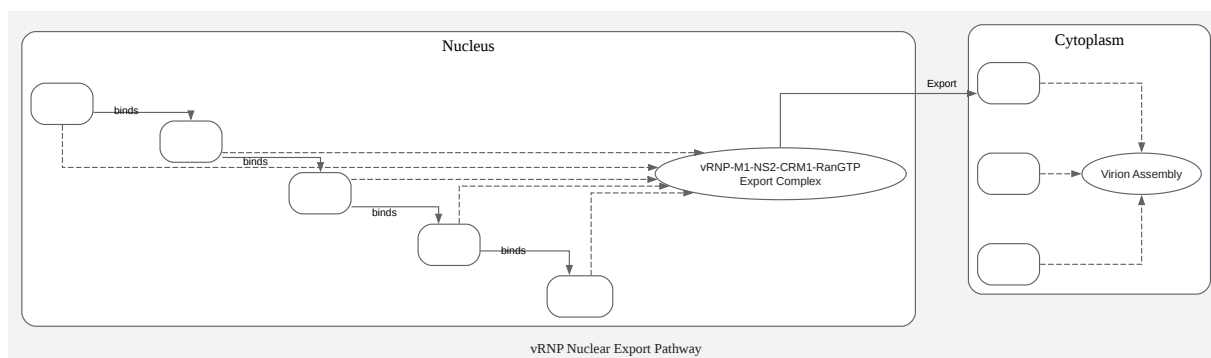 Nucleus
Cytoplasm
Export
binds
binds
vRNP-M1-NS2-CRM1-RanGTP
Export Complex
Virion Assembly
binds
binds
vRNP Nuclear Export Pathway